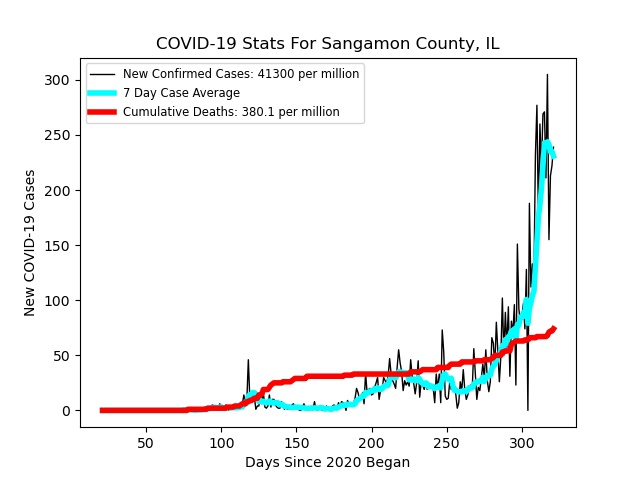 COVID-19 Stats For Sangamon County, IL
New Confirmed Cases: 41300 per million
7 Day Case Average
Cumulative Deaths: 380.1 per million
New COVID-19 Cases
300
250
200
150
100
50
0
50 100 150 200 250 300
Days Since 2020 Began